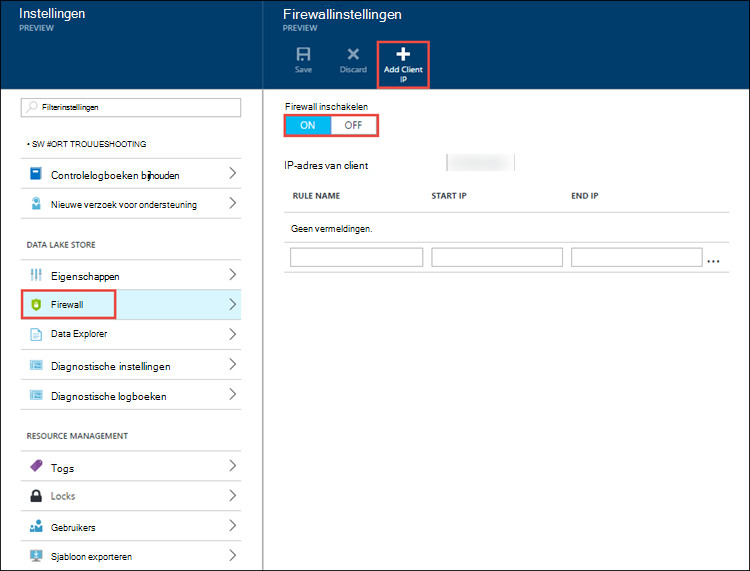 Instellingen
PREVIEW
Filterinstellingen
• SW #ORT TROUUESHOOTING
Controlelogboeken bijhouden
Nieuwe verzoek voor ondersteuning
DATA LAKE STORE
Eigenschappen
Firewall
Data Explorer
Diagnostische instellingen
Diagnostische logboeken
RESOURCE MANAGEMENT
Togs
Locks
Gebruikers
Sjabloon exporteren
Firewallinstellingen
PREVIEW
Save Discard Add Client
IP
Firewall inschakelen
ON OFF
IP-adres van client
RULE NAME START IP END IP
Geen vermeldingen.
...